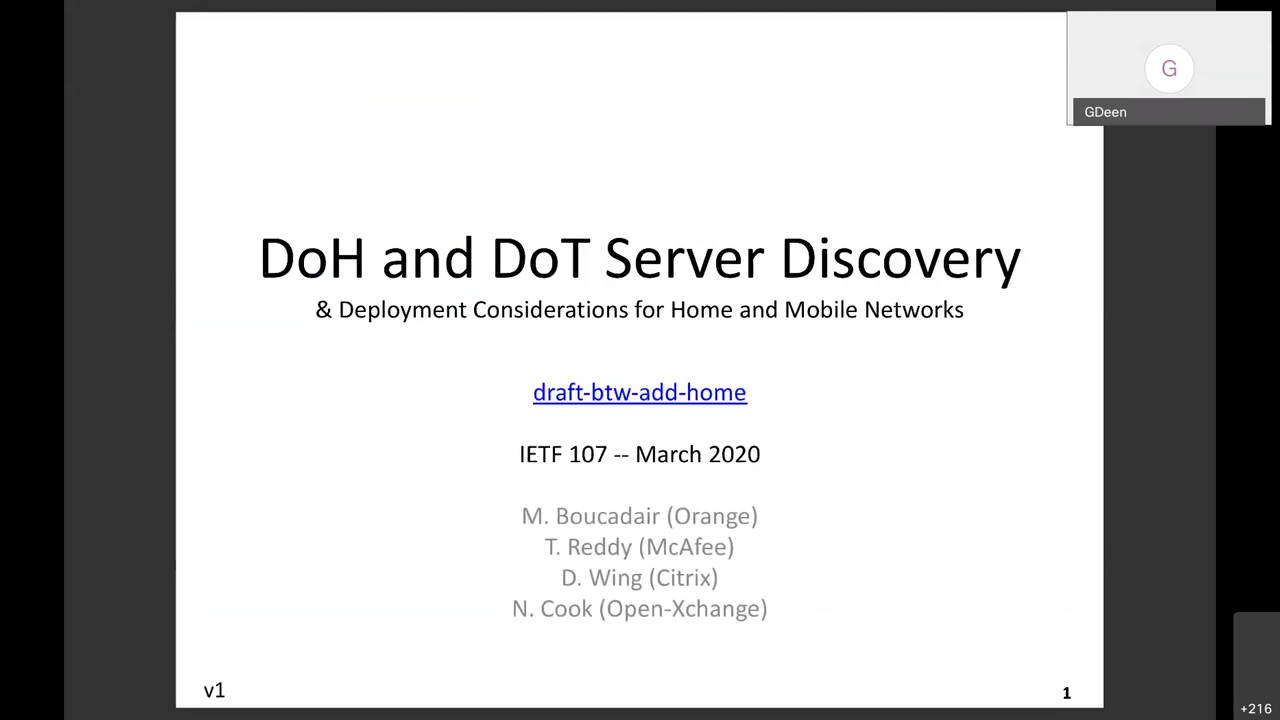 G
GDeen
DoH and DoT Server Discovery
& Deployment Considerations for Home and Mobile Networks
draft-btw-add-home
IETF 107 -- March 2020
M. Boucadair (Orange)
T. Reddy (McAfee)
D. Wing (Citrix)
N. Cook (Open-Xchange)
v1
1
+216